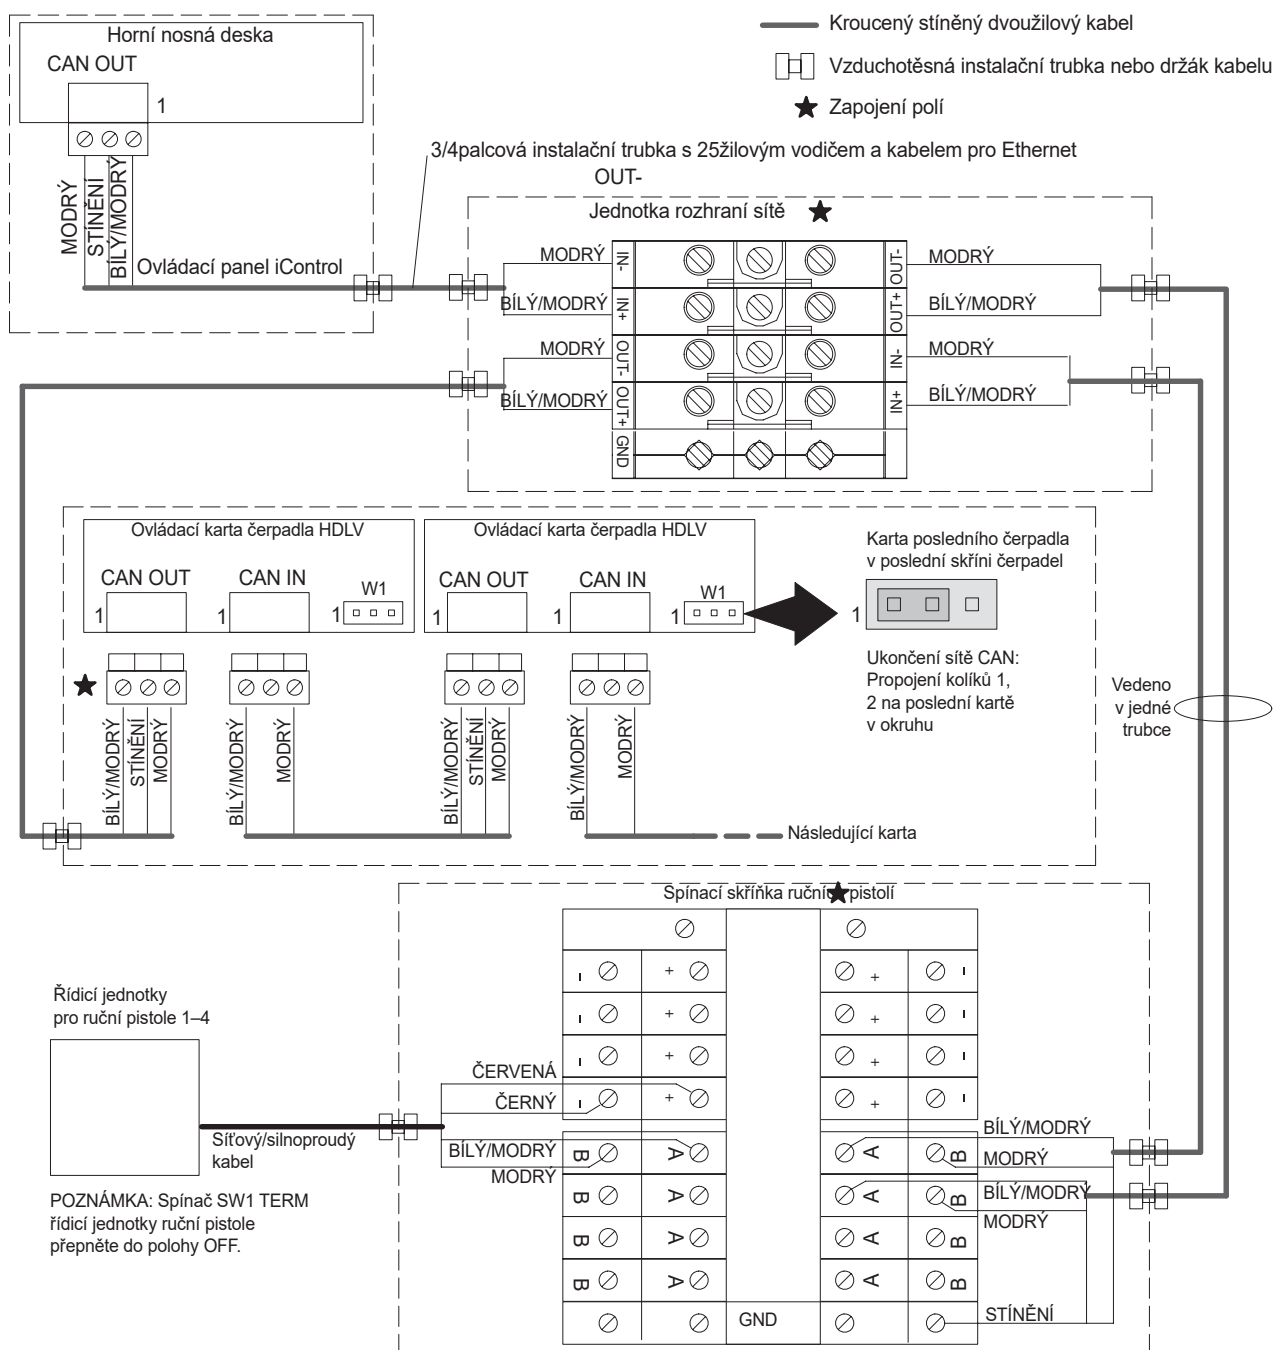 Horní nosná deska
CAN OUT
1
MODRÝ
STÍNĚNÍ
BÍLÝ/MODRÝ
Ovládací panel iControl
Kroucený stíněný dvoužilový kabel
Vzduchotěsná instalační trubka nebo držák kabelu
Zapojení polí
3/4palcová instalační trubka s 25žilovým vodičem a kabelem pro Ethernet
OUT-
Jednotka rozhraní sítě
MODRÝ
IN-
OUT-
MODRÝ
BÍLÝ/MODRÝ
IN+
OUT+
BÍLÝ/MODRÝ
MODRÝ
OUT-
IN-
MODRÝ
BÍLÝ/MODRÝ
OUT+
IN+
BÍLÝ/MODRÝ
GND
Ovládací karta čerpadla HDLV
CAN OUT
CAN IN
W1
1
1
1
BÍLÝ/MODRÝ
STÍNĚNÍ
MODRÝ
BÍLÝ/MODRÝ
MODRÝ
Ovládací karta čerpadla HDLV
CAN OUT
CAN IN
W1
1
1
1
BÍLÝ/MODRÝ
STÍNĚNÍ
MODRÝ
BÍLÝ/MODRÝ
MODRÝ
Následující karta
Karta posledního čerpadla
v poslední skříni čerpadel
1
Ukončení sítě CAN:
Propojení kolíků 1,
2 na poslední kartě
v okruhu
Vedeno
v jedné
trubce
Spínací skříňka ručních pistolí
Řídicí jednotky
pro ruční pistole 1–4
Síťový/silnoproudý
kabel
POZNÁMKA: Spínač SW1 TERM
řídicí jednotky ruční pistole
přepněte do polohy OFF.
ČERVENÁ
ČERNÝ
BÍLÝ/MODRÝ
MODRÝ
- + + -
- + + -
- + + -
- + + -
B A A B
B A A B
B A A B
B A A B
GND
BÍLÝ/MODRÝ
MODRÝ
BÍLÝ/MODRÝ
MODRÝ
STÍNĚNÍ